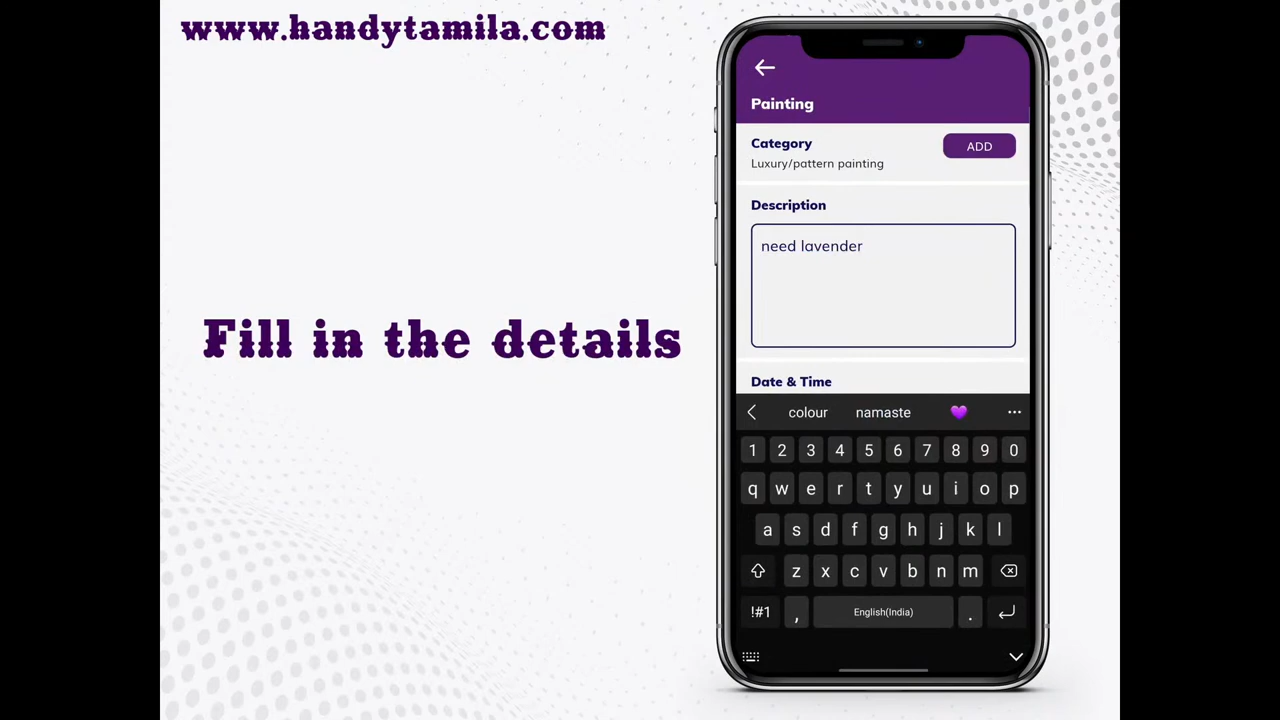 www.handytamila.com
Fill in the details
Painting
Category
ADD
Luxury/pattern painting
Description
need lavender
Date & Time
colour namaste 💜 ...
1 2 3 4 5 6 7 8 9 0
q w e r t y u i o p
a s d f g h j k l
z x c v b n m
!#1 , English(India) .